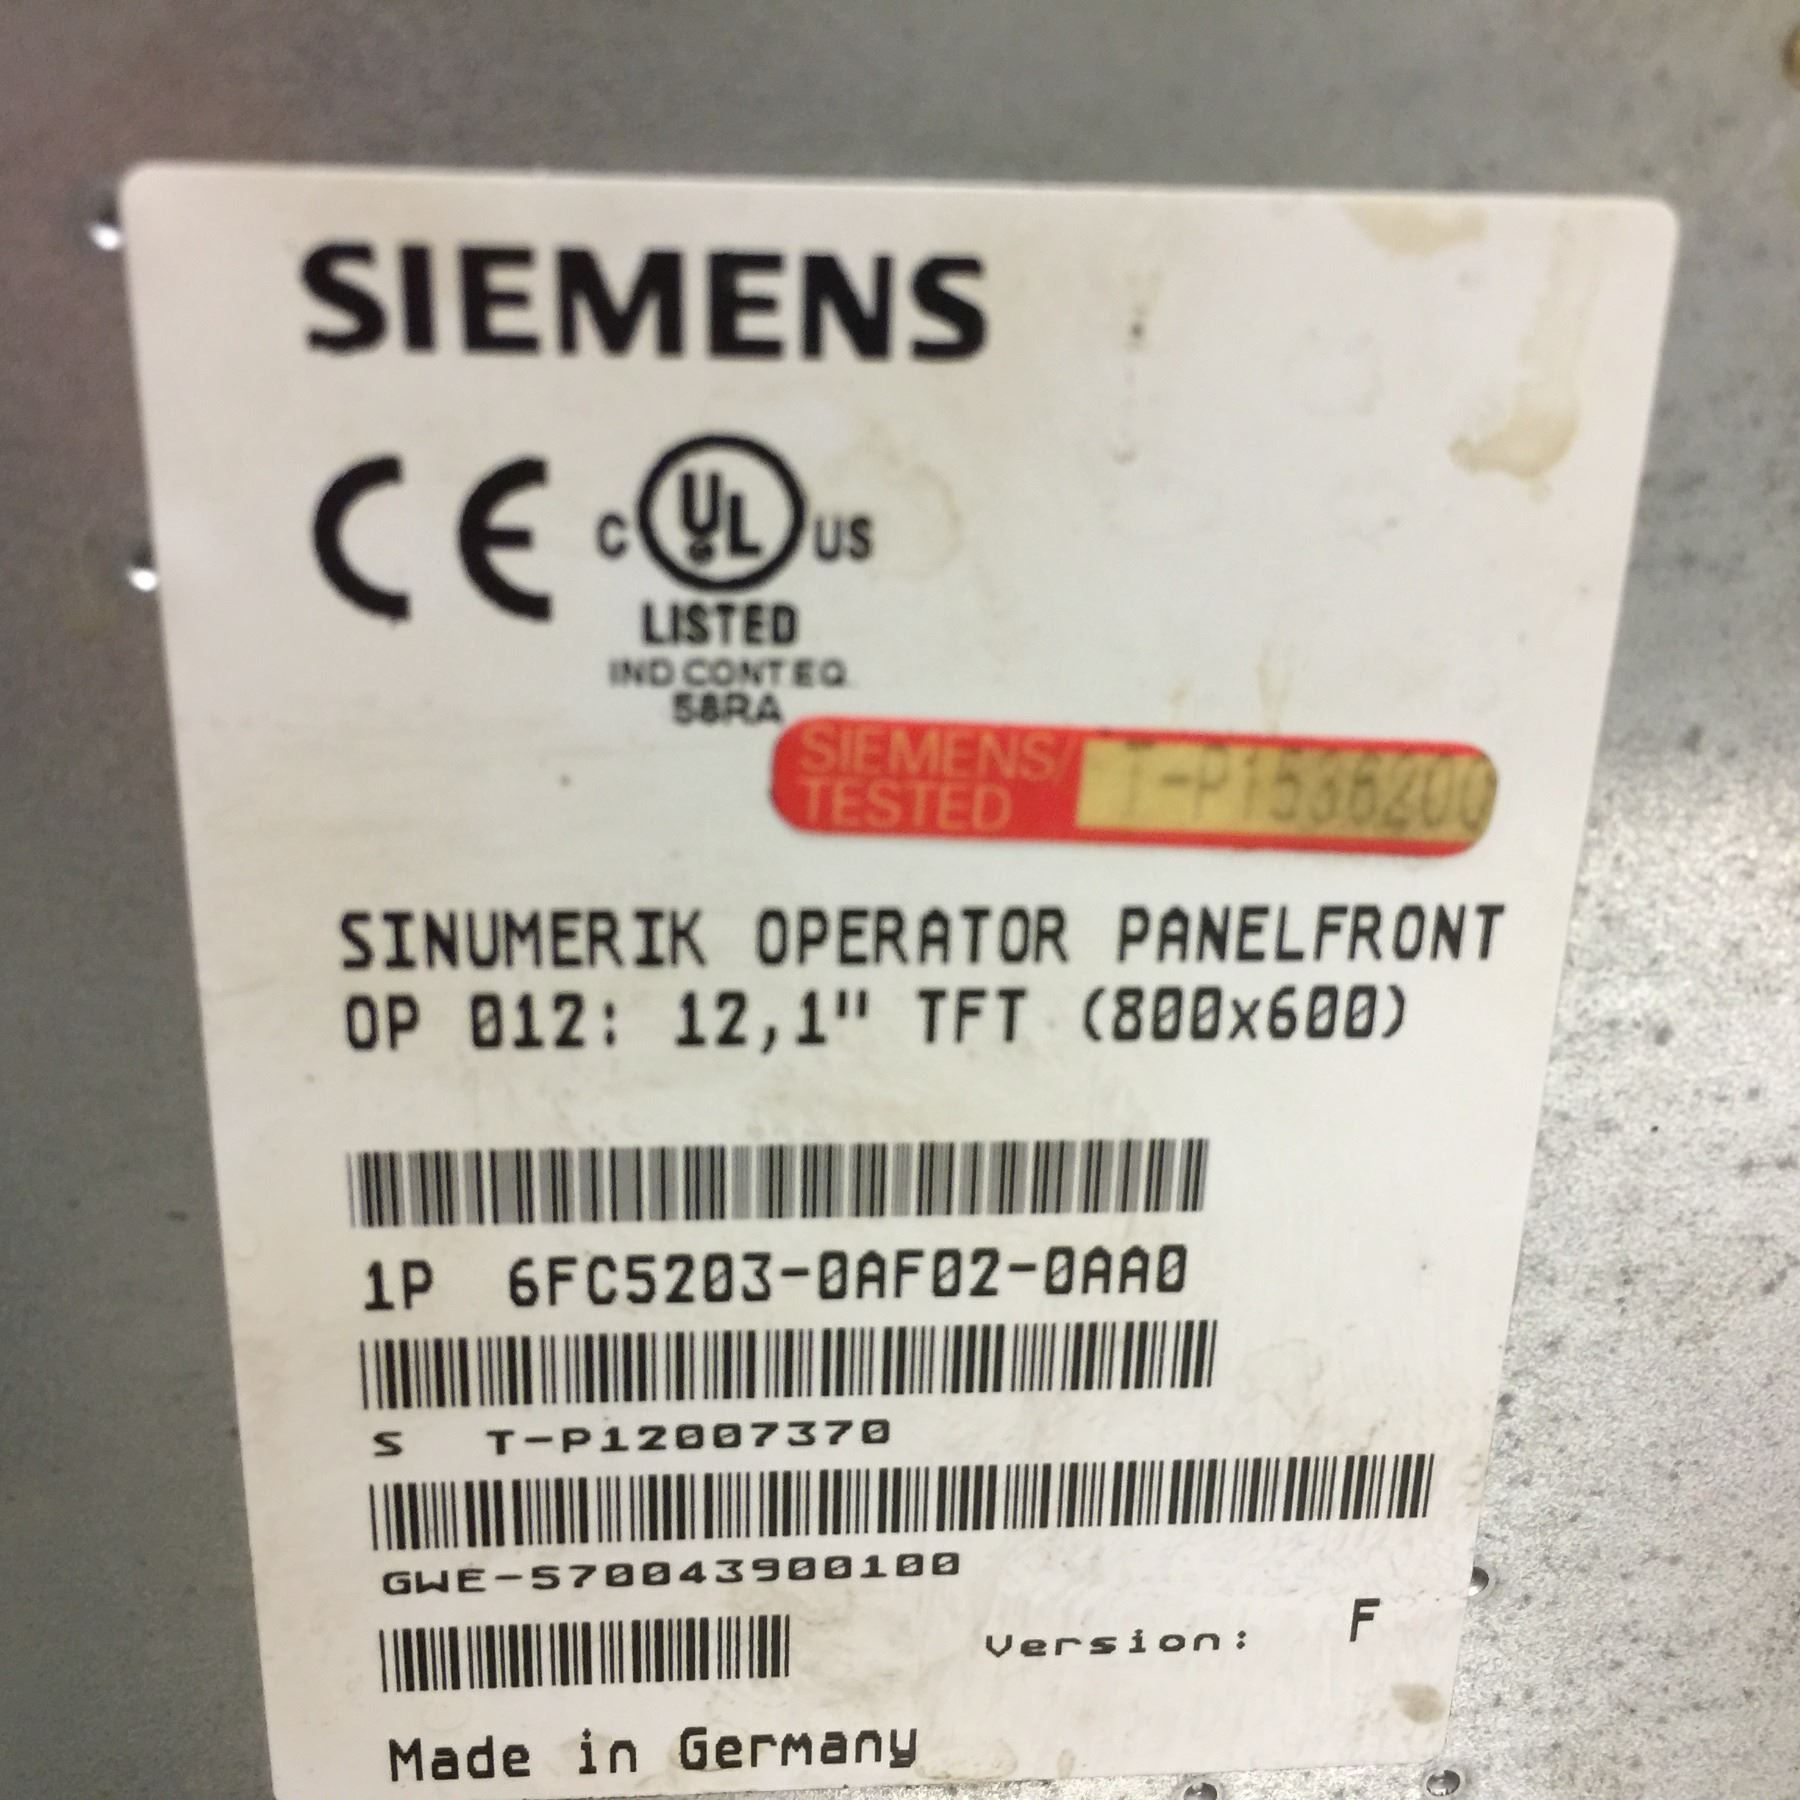 SIEMENS
CE
C UL US
LISTED
IND CONT EQ
58RA
SIEMENS/
TESTED
T-P1536200
SINUMERIK OPERATOR PANELFRONT
OP 012: 12,1" TFT (800x600)
1P 6FC5203-0AF02-0AA0
S T-P12007370
GWE-570043900100
Version: F
Made in Germany